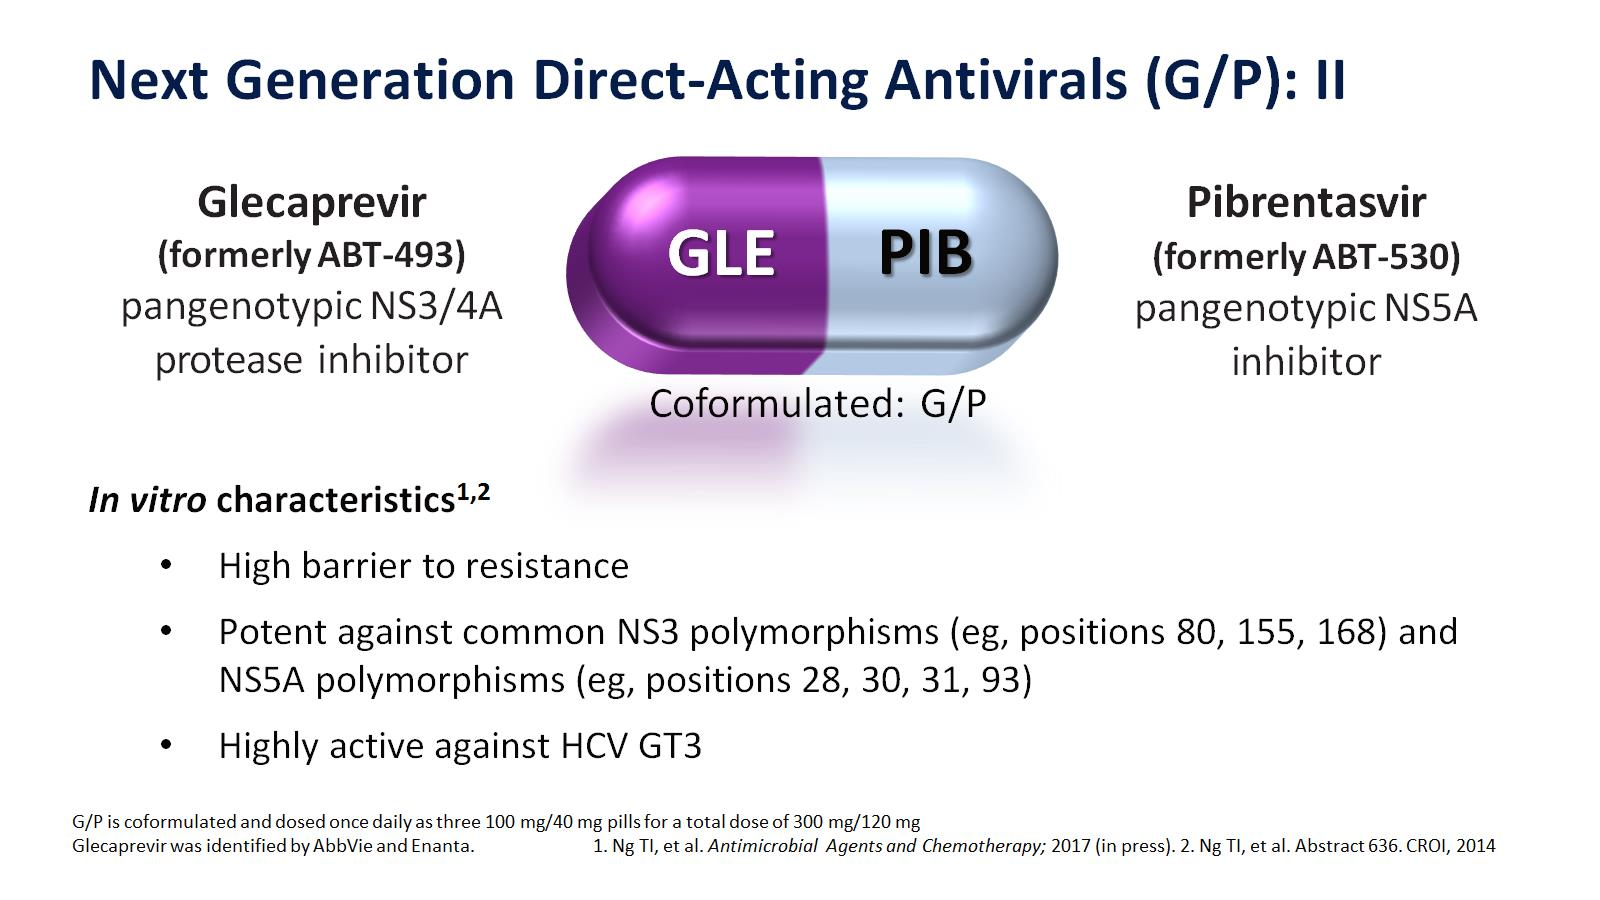 Next Generation Direct-Acting Antivirals (G/P): II
Glecaprevir
(formerly ABT-493)
pangenotypic NS3/4A
protease inhibitor
GLE PIB
Coformulated: G/P
Pibrentasvir
(formerly ABT-530)
pangenotypic NS5A
inhibitor
In vitro characteristics1,2
• High barrier to resistance
• Potent against common NS3 polymorphisms (eg, positions 80, 155, 168) and
NS5A polymorphisms (eg, positions 28, 30, 31, 93)
• Highly active against HCV GT3
G/P is coformulated and dosed once daily as three 100 mg/40 mg pills for a total dose of 300 mg/120 mg
Glecaprevir was identified by AbbVie and Enanta. 1. Ng TI, et al. Antimicrobial Agents and Chemotherapy; 2017 (in press). 2. Ng TI, et al. Abstract 636. CROI, 2014